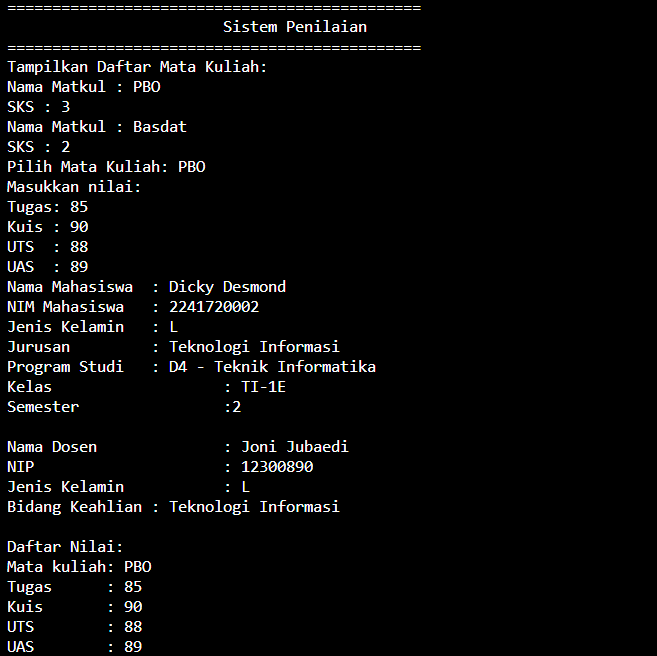 ==============================================
Sistem Penilaian
==============================================
Tampilkan Daftar Mata Kuliah:
Nama Matkul : PBO
SKS : 3
Nama Matkul : Basdat
SKS : 2
Pilih Mata Kuliah: PBO
Masukkan nilai:
Tugas: 85
Kuis : 90
UTS  : 88
UAS  : 89
Nama Mahasiswa  : Dicky Desmond
NIM Mahasiswa   : 2241720002
Jenis Kelamin   : L
Jurusan         : Teknologi Informasi
Program Studi   : D4 - Teknik Informatika
Kelas                   : TI-1E
Semester                :2
Nama Dosen              : Joni Jubaedi
NIP                     : 12300890
Jenis Kelamin           : L
Bidang Keahlian : Teknologi Informasi
Daftar Nilai:
Mata kuliah: PBO
Tugas      : 85
Kuis       : 90
UTS        : 88
UAS        : 89